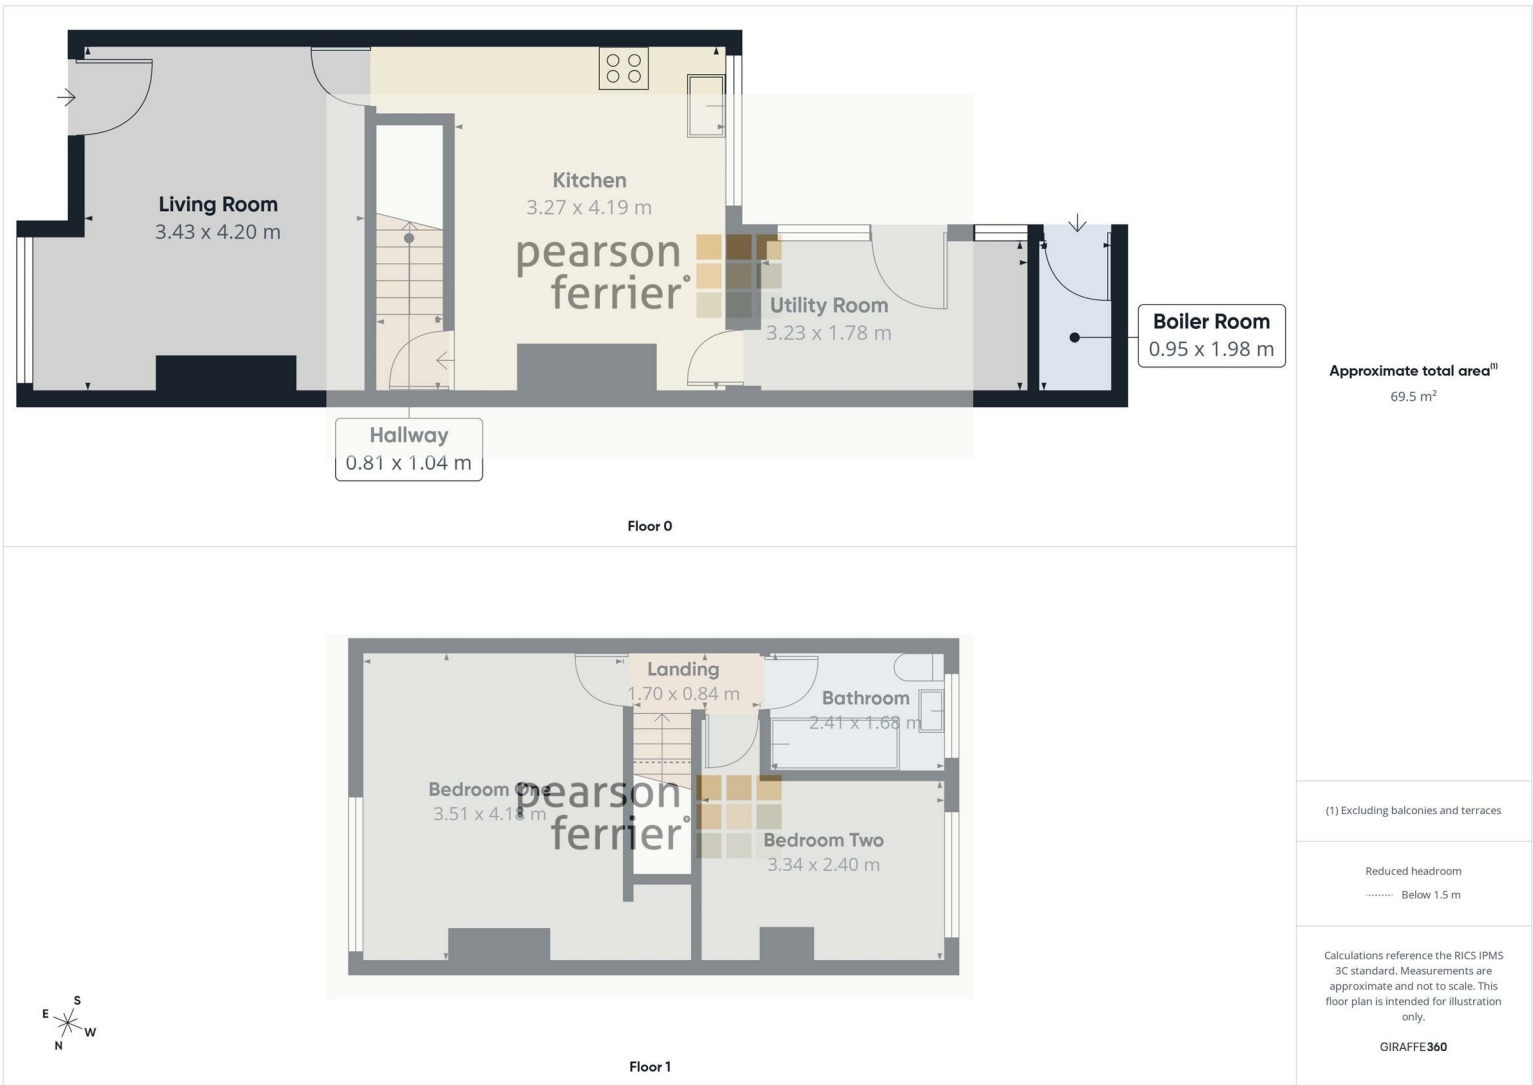 Living Room
3.43 x 4.20 m
Kitchen
3.27 x 4.19 m
pearson
ferrier
Utility Room
3.23 x 1.78 m
Boiler Room
0.95 x 1.98 m
Hallway
0.81 x 1.04 m
Floor 0
Approximate total area(1)
69.5 m²
Landing
1.70 x 0.84 m
Bathroom
2.41 x 1.68 m
Bedroom One
3.51 x 4.18 m
pearson
ferrier
Bedroom Two
3.34 x 2.40 m
S
E
W
N
Floor 1
(1) Excluding balconies and terraces
Reduced headroom
Below 1.5 m
Calculations reference the RICS IPMS
3C standard. Measurements are
approximate and not to scale. This
floor plan is intended for illustration
only.
GIRAFFE360